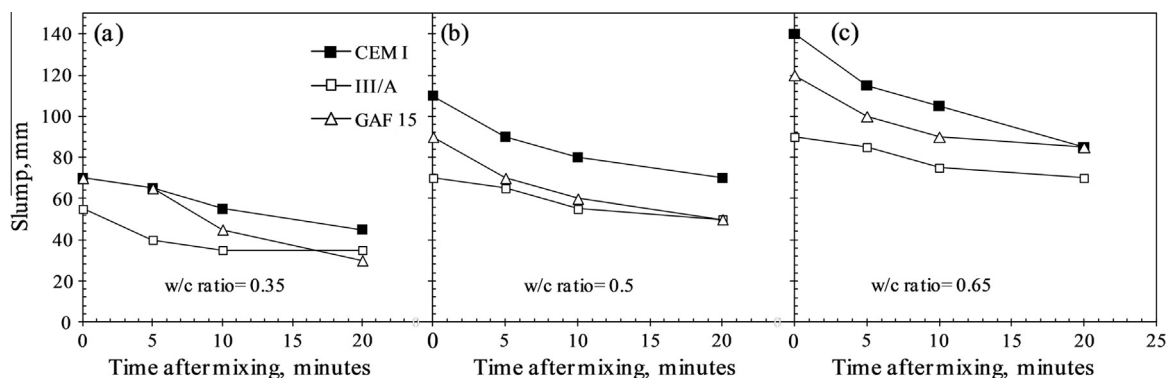 (a)
(b)
(c)
CEM I
III/A
GAF 15
Slump, mm
140
120
100
80
60
40
20
0
w/c ratio= 0.35
w/c ratio= 0.5
w/c ratio= 0.65
0 5 10 15 20
0 5 10 15 20
0 5 10 15 20 25
Time after mixing, minutes
Time after mixing, minutes
Time after mixing, minutes